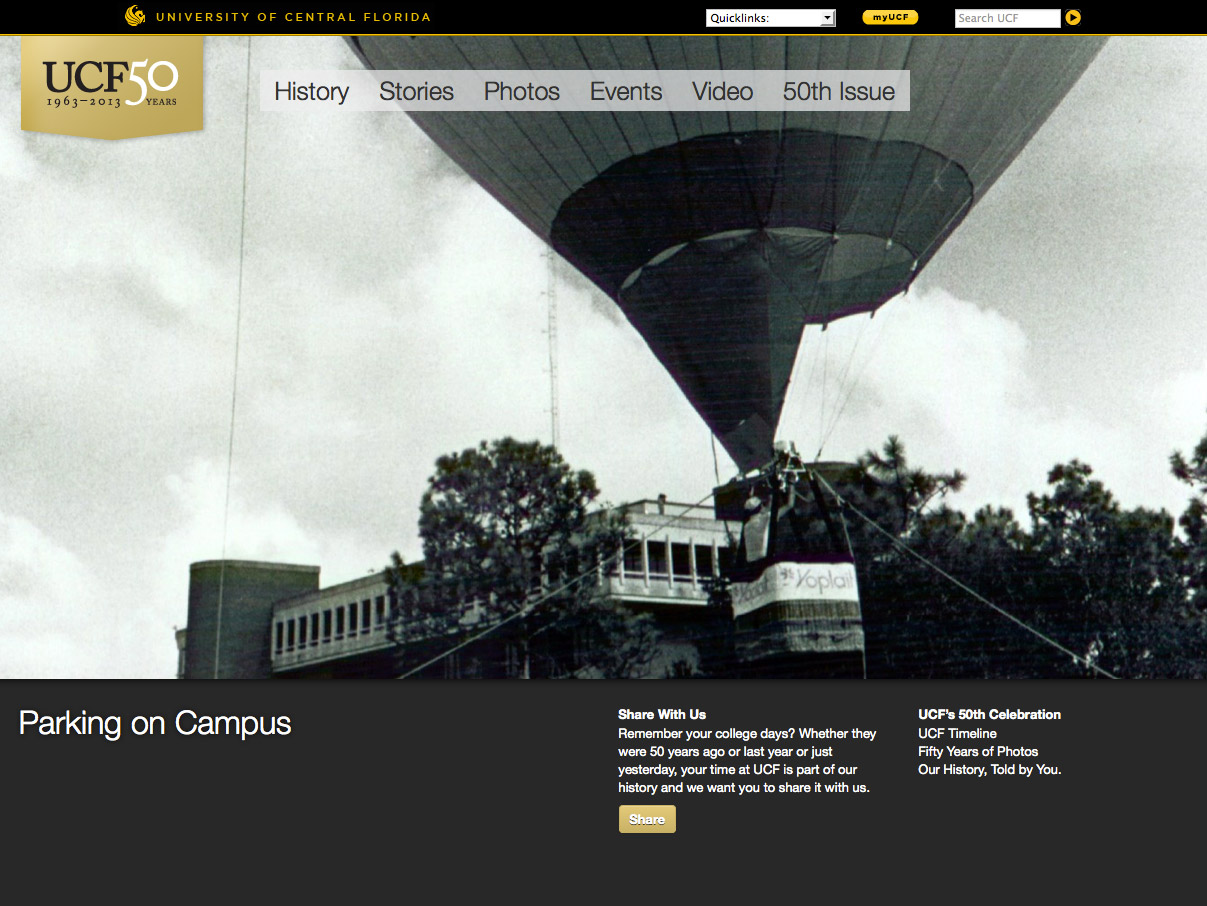 UNIVERSITY OF CENTRAL FLORIDA
Quicklinks:
myUCF
Search UCF
UCF50
1963–2013 YEARS
History Stories Photos Events Video 50th Issue
Yoplait
Parking on Campus
Share With Us
Remember your college days? Whether they
were 50 years ago or last year or just
yesterday, your time at UCF is part of our
history and we want you to share it with us.
Share
UCF's 50th Celebration
UCF Timeline
Fifty Years of Photos
Our History, Told by You.